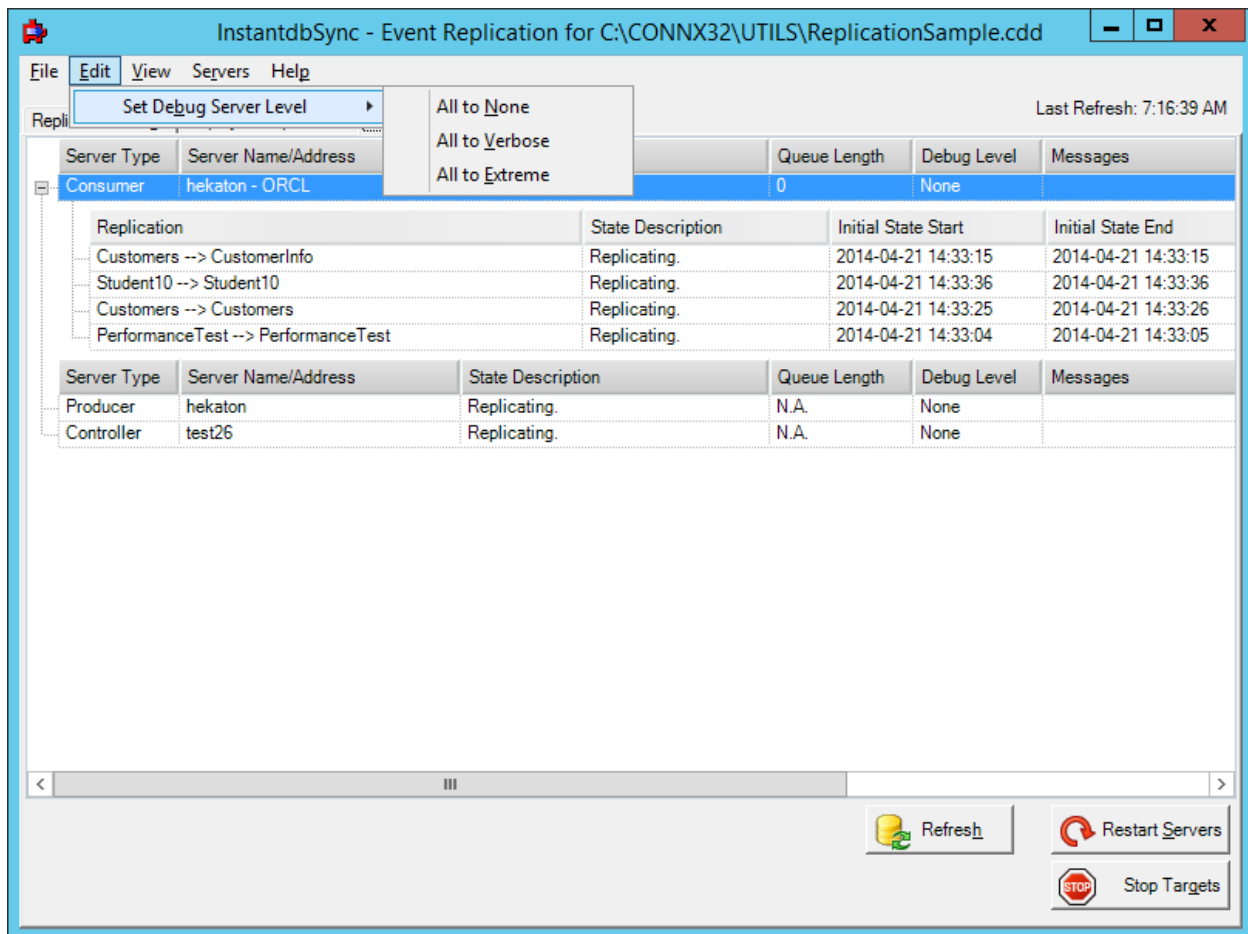 InstantdbSync - Event Replication for C:\CONNX32\UTILS\ReplicationSample.cdd
File Edit View Servers Help
Set Debug Server Level
All to None
All to Verbose
All to Extreme
Last Refresh: 7:16:39 AM
Server Type Server Name/Address Queue Length Debug Level Messages
Consumer hekaton - ORCL 0 None
Replication State Description Initial State Start Initial State End
Customers --> CustomerInfo Replicating. 2014-04-21 14:33:15 2014-04-21 14:33:15
Student10 --> Student10 Replicating. 2014-04-21 14:33:36 2014-04-21 14:33:36
Customers --> Customers Replicating. 2014-04-21 14:33:25 2014-04-21 14:33:26
PerformanceTest --> PerformanceTest Replicating. 2014-04-21 14:33:04 2014-04-21 14:33:05
Server Type Server Name/Address State Description Queue Length Debug Level Messages
Producer hekaton Replicating. N.A. None
Controller test26 Replicating. N.A. None
Refresh Restart Servers
STOP Stop Targets